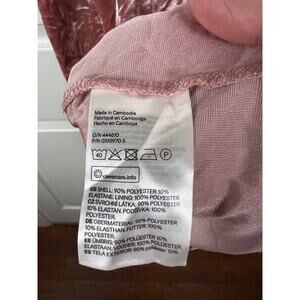 Made in Cambodia
Fabriqué en Cambodge
Hecho en Camboya
O/N 444610
P/N 0516970 5
40
P
clevercare.info
GB SHELL: 90% POLYESTER 10%
ELASTANE. LINING: 100% POLYESTER
CZ SVRCHNÍ LÁTKA: 90% POLYESTER
10% ELASTAN. PODŠÍVKA: 100%
POLYESTER
DE OBERMATERIAL: 90% POLYESTER
10% ELASTHAN. FUTTER: 100%
POLYESTER
EE ÜMBRIS: 90% POLÜESTER 10%
ELASTAAN. VOODER: 100% POLÜESTER
ES TELA EXTERIOR: 90% POLIÉSTER